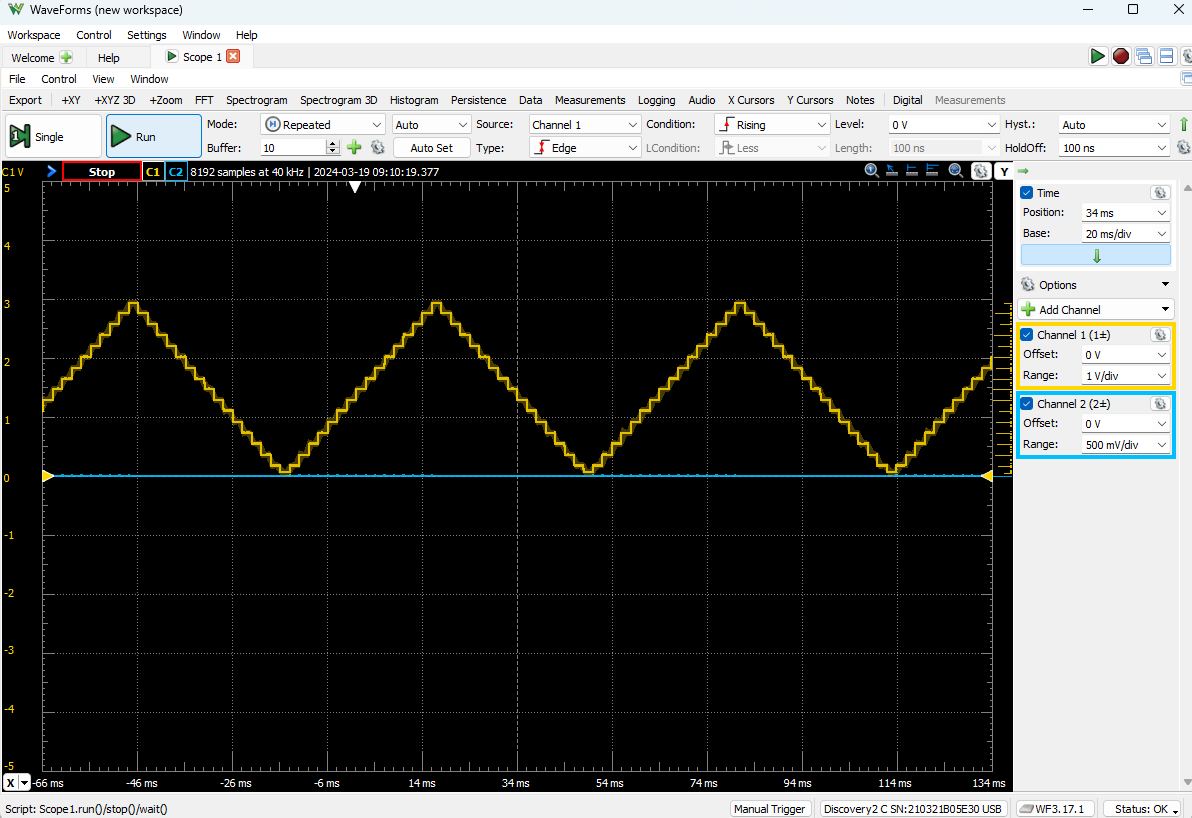 WaveForms (new workspace)
Workspace Control Settings Window Help
Welcome Help Scope 1
File Control View Window
Export +XY +XYZ 3D +Zoom FFT Spectrogram Spectrogram 3D Histogram Persistence Data Measurements Logging Audio X Cursors Y Cursors Notes Digital Measurements
Single Run Mode: Repeated Auto Source: Channel 1 Condition: Rising Level: 0 V Hyst.: Auto
Buffer: 10 Auto Set Type: Edge LCondition: Less Length: 100 ns HoldOff: 100 ns
C1 V Stop C1 C2 8192 samples at 40 kHz | 2024-03-19 09:10:19.377 Y
5
4
3
2
1
0
-1
-2
-3
-4
-5
X -66 ms -46 ms -26 ms -6 ms 14 ms 34 ms 54 ms 74 ms 94 ms 114 ms 134 ms
Time
Position: 34 ms
Base: 20 ms/div
Options
Add Channel
Channel 1 (1±)
Offset: 0 V
Range: 1 V/div
Channel 2 (2±)
Offset: 0 V
Range: 500 mV/div
Script: Scope1.run()/stop()/wait() Manual Trigger Discovery2 C SN:210321B05E30 USB WF3.17.1 Status: OK